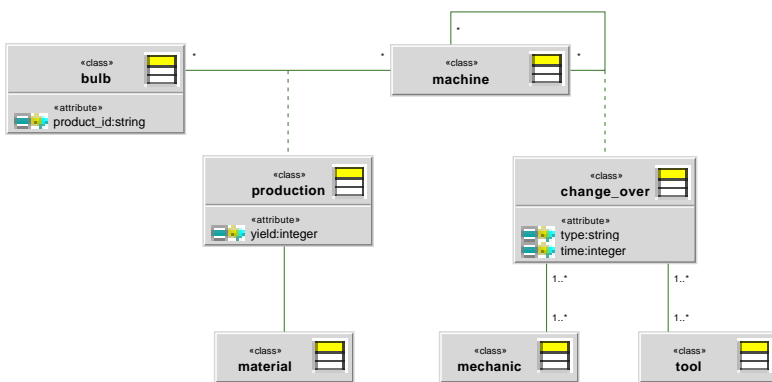 *
«class»
bulb
*
*
«class»
machine
*
«attribute»
product_id:string
«class»
production
«class»
change_over
«attribute»
yield:integer
«attribute»
type:string
time:integer
1..*
1..*
1..*
1..*
«class»
material
«class»
mechanic
«class»
tool